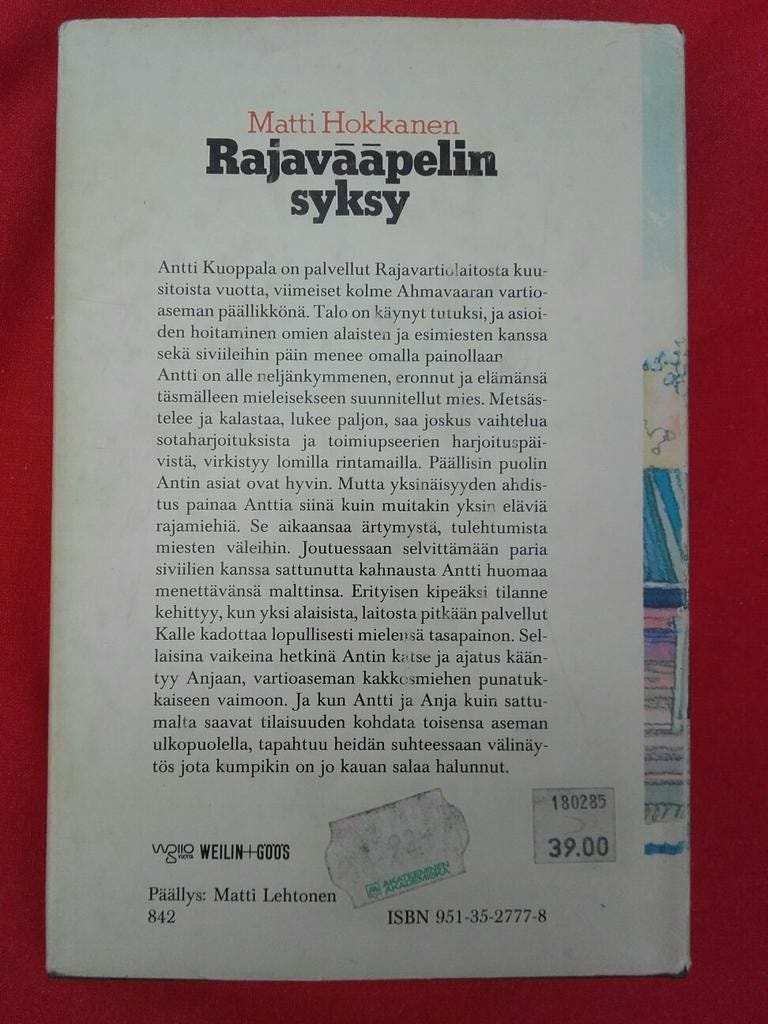 Matti Hokkanen
Rajavääpelin
syksy
Antti Kuoppala on palvellut Rajavartiolaitosta kuu-
sitoista vuotta, viimeiset kolme Ahmavaaran vartio-
aseman päällikkönä. Talo on käynyt tutuksi, ja asioi-
den hoitaminen omien alaisten ja esimiesten kanssa
sekä siviileihin päin menee omalla painollaan
Antti on alle neljänkymmenen, eronnut ja elämänsä
täsmälleen mieleisekseen suunnitellut mies. Metsäs-
telee ja kalastaa, lukee paljon, saa joskus vaihtelua
sotaharjoituksista ja toimiupseerien harjoituspäi-
vistä, virkistyy lomilla rintamailla. Päällisin puolin
Antin asiat ovat hyvin. Mutta yksinäisyyden ahdis-
tus painaa Anttia siinä kuin muitakin yksin eläviä
rajamiehiä. Se aikaansaa ärtymystä, tulehtumista
miesten väleihin. Joutuessaan selvittämään paria
siviilien kanssa sattunutta kahnausta Antti huomaa
menettävänsä malttinsa. Erityisen kipeäksi tilanne
kehittyy, kun yksi alaisista, laitosta pitkään palvellut
Kalle kadottaa lopullisesti mielensä tasapainon. Sel-
laisina vaikeina hetkinä Antin katse ja ajatus kään-
tyy Anjaan, vartioaseman kakkosmiehen punatuk-
kaiseen vaimoon. Ja kun Antti ja Anja kuin sattu-
malta saavat tilaisuuden kohdata toisensa aseman
ulkopuolella, tapahtuu heidän suhteessaan välinäy-
tös jota kumpikin on jo kauan salaa halunnut.
180285
39.00
WEILIN+GÖÖS
AKATEEMINEN
AKADEMISKA
Päällys: Matti Lehtonen
842
ISBN 951-35-2777-8